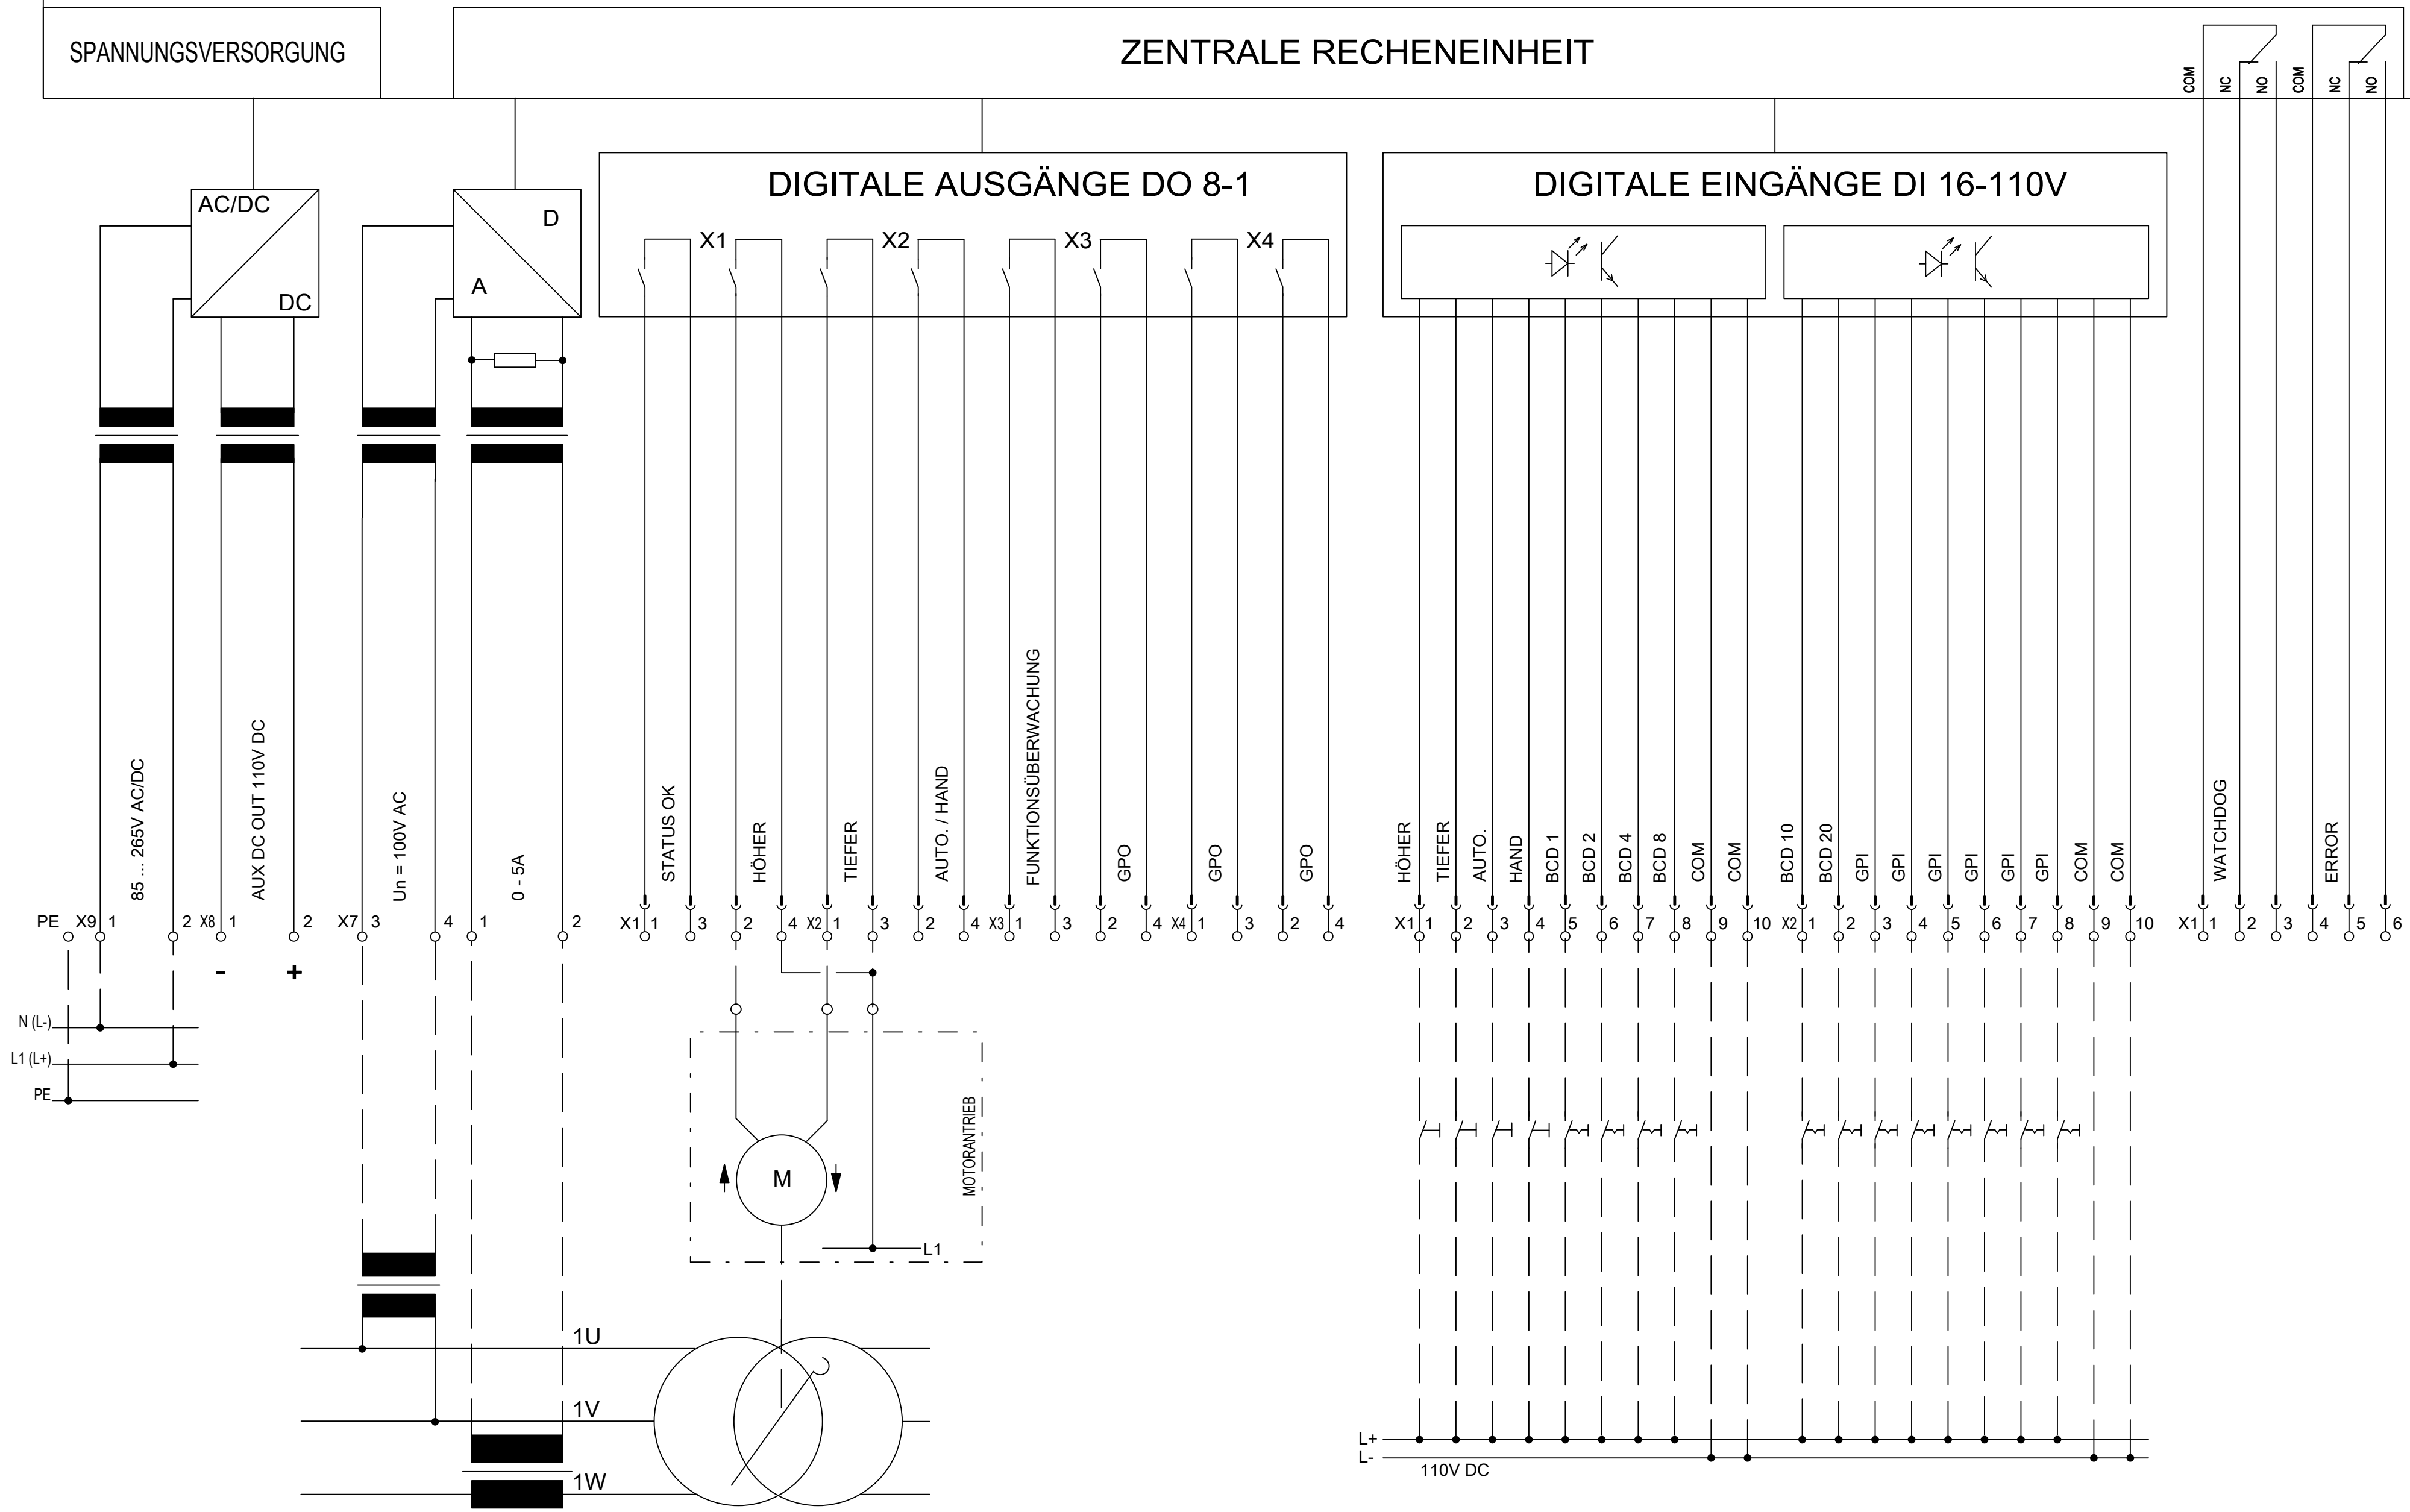 SPANNUNGSVERSORGUNG
ZENTRALE RECHENEINHEIT
COM NC NO COM NC NO
DIGITALE AUSGÄNGE DO 8-1
DIGITALE EINGÄNGE DI 16-110V
AC/DC
DC
D
A
X1 X2 X3 X4
85 ... 265V AC/DC
AUX DC OUT 110V DC
Un = 100V AC
0 - 5A
STATUS OK
HÖHER
TIEFER
AUTO. / HAND
FUNKTIONSÜBERWACHUNG
GPO
GPO
GPO
HÖHER
TIEFER
AUTO.
HAND
BCD 1
BCD 2
BCD 4
BCD 8
COM
COM
BCD 10
BCD 20
GPI
GPI
GPI
GPI
GPI
GPI
COM
COM
WATCHDOG
ERROR
PE X9 1 2 X8 1 2 X7 3 4 1 2 X1 1 3 2 4 X2 1 3 2 4 X3 1 3 2 4 X4 1 3 2 4 X1 1 2 3 4 5 6 7 8 9 10 X2 1 2 3 4 5 6 7 8 9 10 X1 1 2 3 4 5 6
- +
N (L-)
L1 (L+)
PE
MOTORANTRIEB
M
L1
1U
1V
1W
L+
L-
110V DC